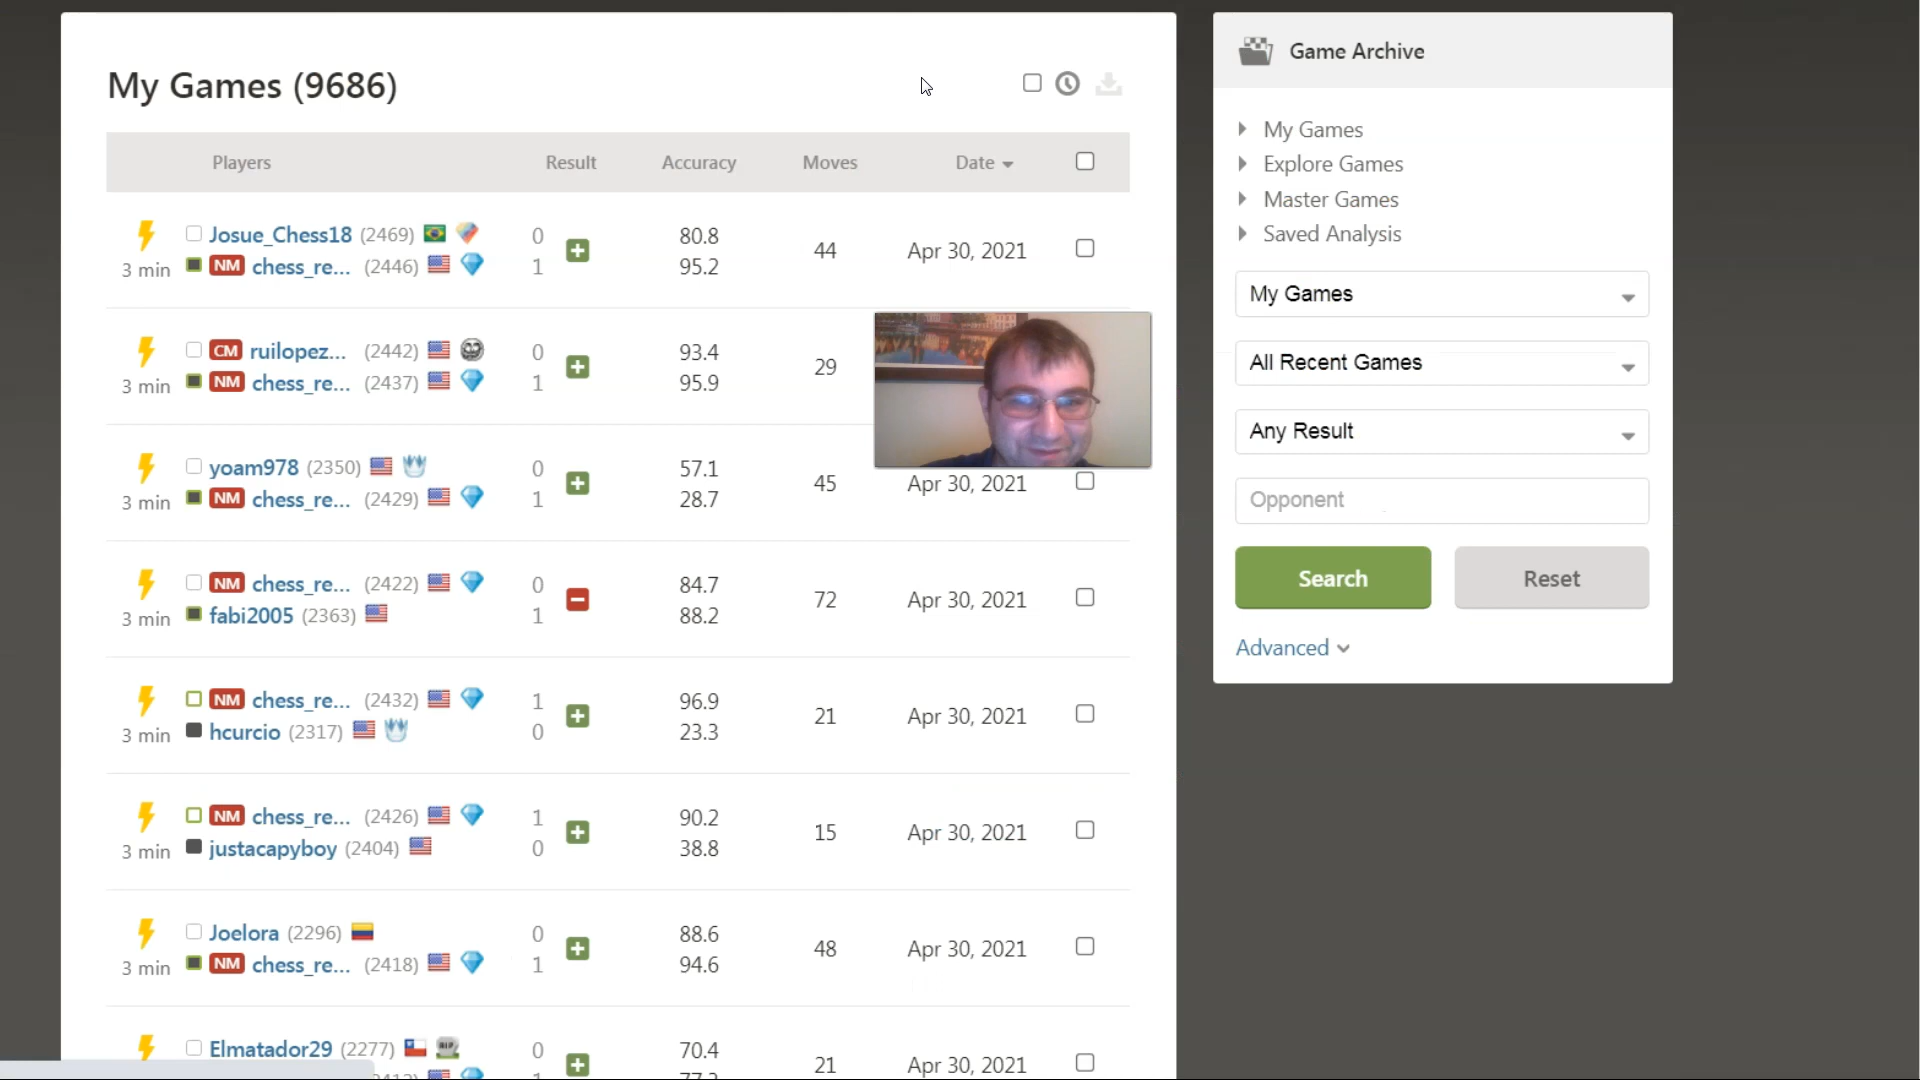 My Games (9686)
Players Result Accuracy Moves Date
Josue_Chess18 (2469) 0 80.8
3 min NM chess_re... (2446) 1 95.2 44 Apr 30, 2021
CM ruilopez... (2442) 0 93.4
3 min NM chess_re... (2437) 1 95.9 29
yoam978 (2350) 0 57.1
3 min NM chess_re... (2429) 1 28.7 45 Apr 30, 2021
NM chess_re... (2422) 0 84.7
3 min fabi2005 (2363) 1 88.2 72 Apr 30, 2021
NM chess_re... (2432) 1 96.9
3 min hcurcio (2317) 0 23.3 21 Apr 30, 2021
NM chess_re... (2426) 1 90.2
3 min justacapyboy (2404) 0 38.8 15 Apr 30, 2021
Joelora (2296) 0 88.6
3 min NM chess_re... (2418) 1 94.6 48 Apr 30, 2021
Elmatador29 (2277) RIP 0 70.4
21 Apr 30, 2021
Game Archive
My Games
Explore Games
Master Games
Saved Analysis
My Games
All Recent Games
Any Result
Opponent
Search Reset
Advanced